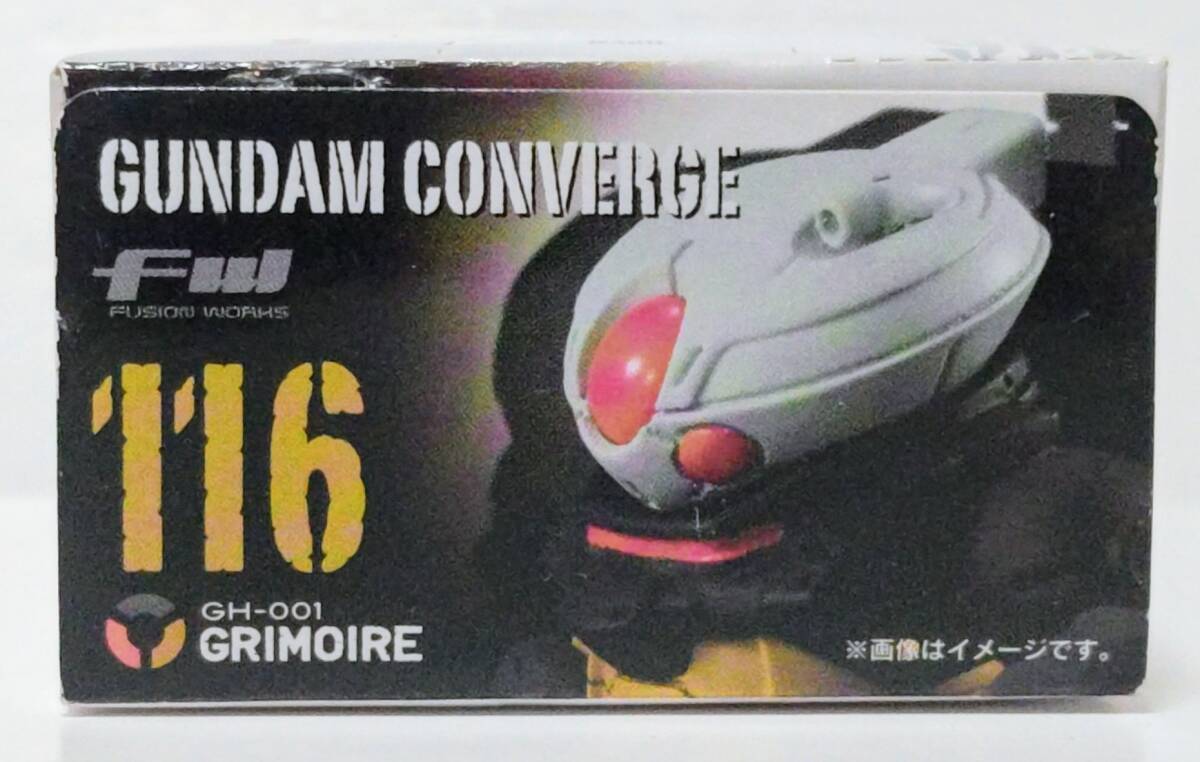 GUNDAM CONVERGE
FW
FUSION WORKS
116
GH-001
GRIMOIRE
※画像はイメージです。